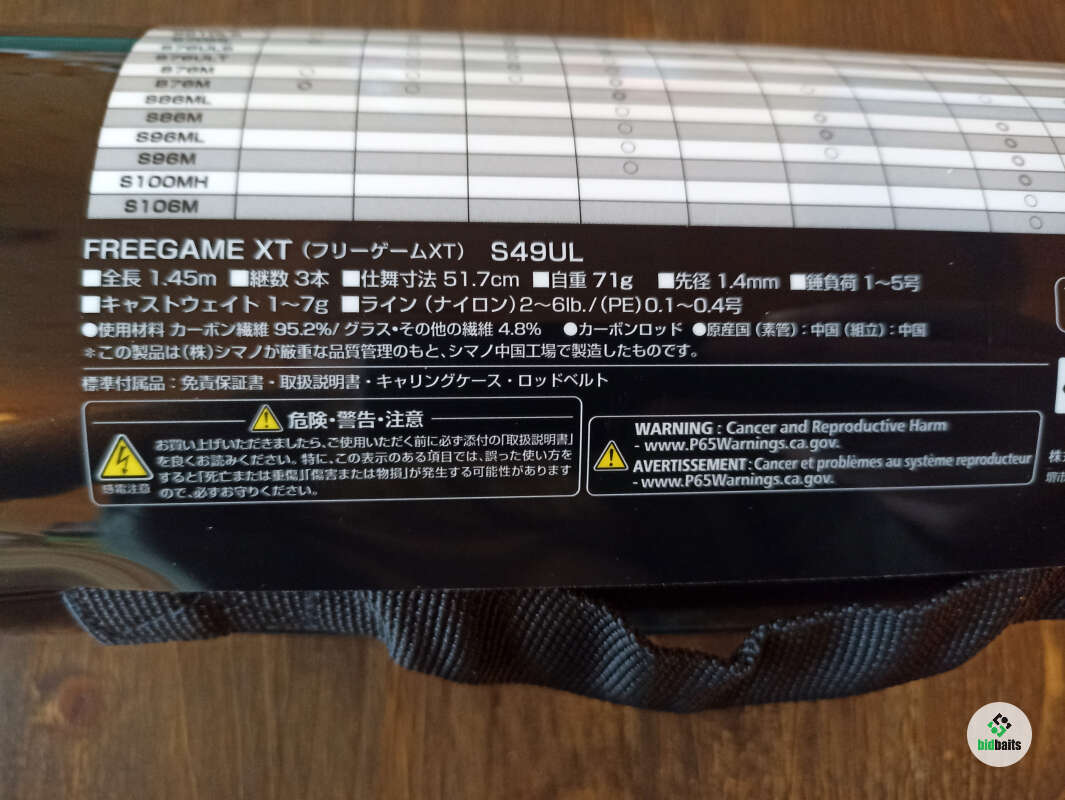 B76ULT
B76M
B76M
S86ML
S86M
S96ML
S96M
S100MH
S106M
FREEGAME XT (フリーゲームXT) S49UL
■全長 1.45m ■継数 3本 ■仕舞寸法 51.7cm ■自重 71g ■先径 1.4mm ■錘負荷 1〜5号
■キャストウェイト 1〜7g ■ライン (ナイロン) 2〜6lb./(PE) 0.1〜0.4号
●使用材料 カーボン繊維 95.2%/ グラス・その他の繊維 4.8% ●カーボンロッド ●原産国 (素管) : 中国 (組立) : 中国
※この製品は(株)シマノが厳重な品質管理のもと、シマノ中国工場で製造したものです。
標準付属品 : 免責保証書・取扱説明書・キャリングケース・ロッドベルト
危険・警告・注意
お買い上げいただきましたら、ご使用いただく前に必ず添付の「取扱説明書」
を良くお読みください。特に、この表示のある項目では、誤った使い方を
すると「死亡または重傷」「傷害または物損」が発生する可能性があります
ので、必ずお守りください。
感電注意
WARNING : Cancer and Reproductive Harm
- www.P65Warnings.ca.gov.
AVERTISSEMENT : Cancer et problèmes au système reproducteur
- www.P65Warnings.ca.gov.
株
堺市
bidbaits